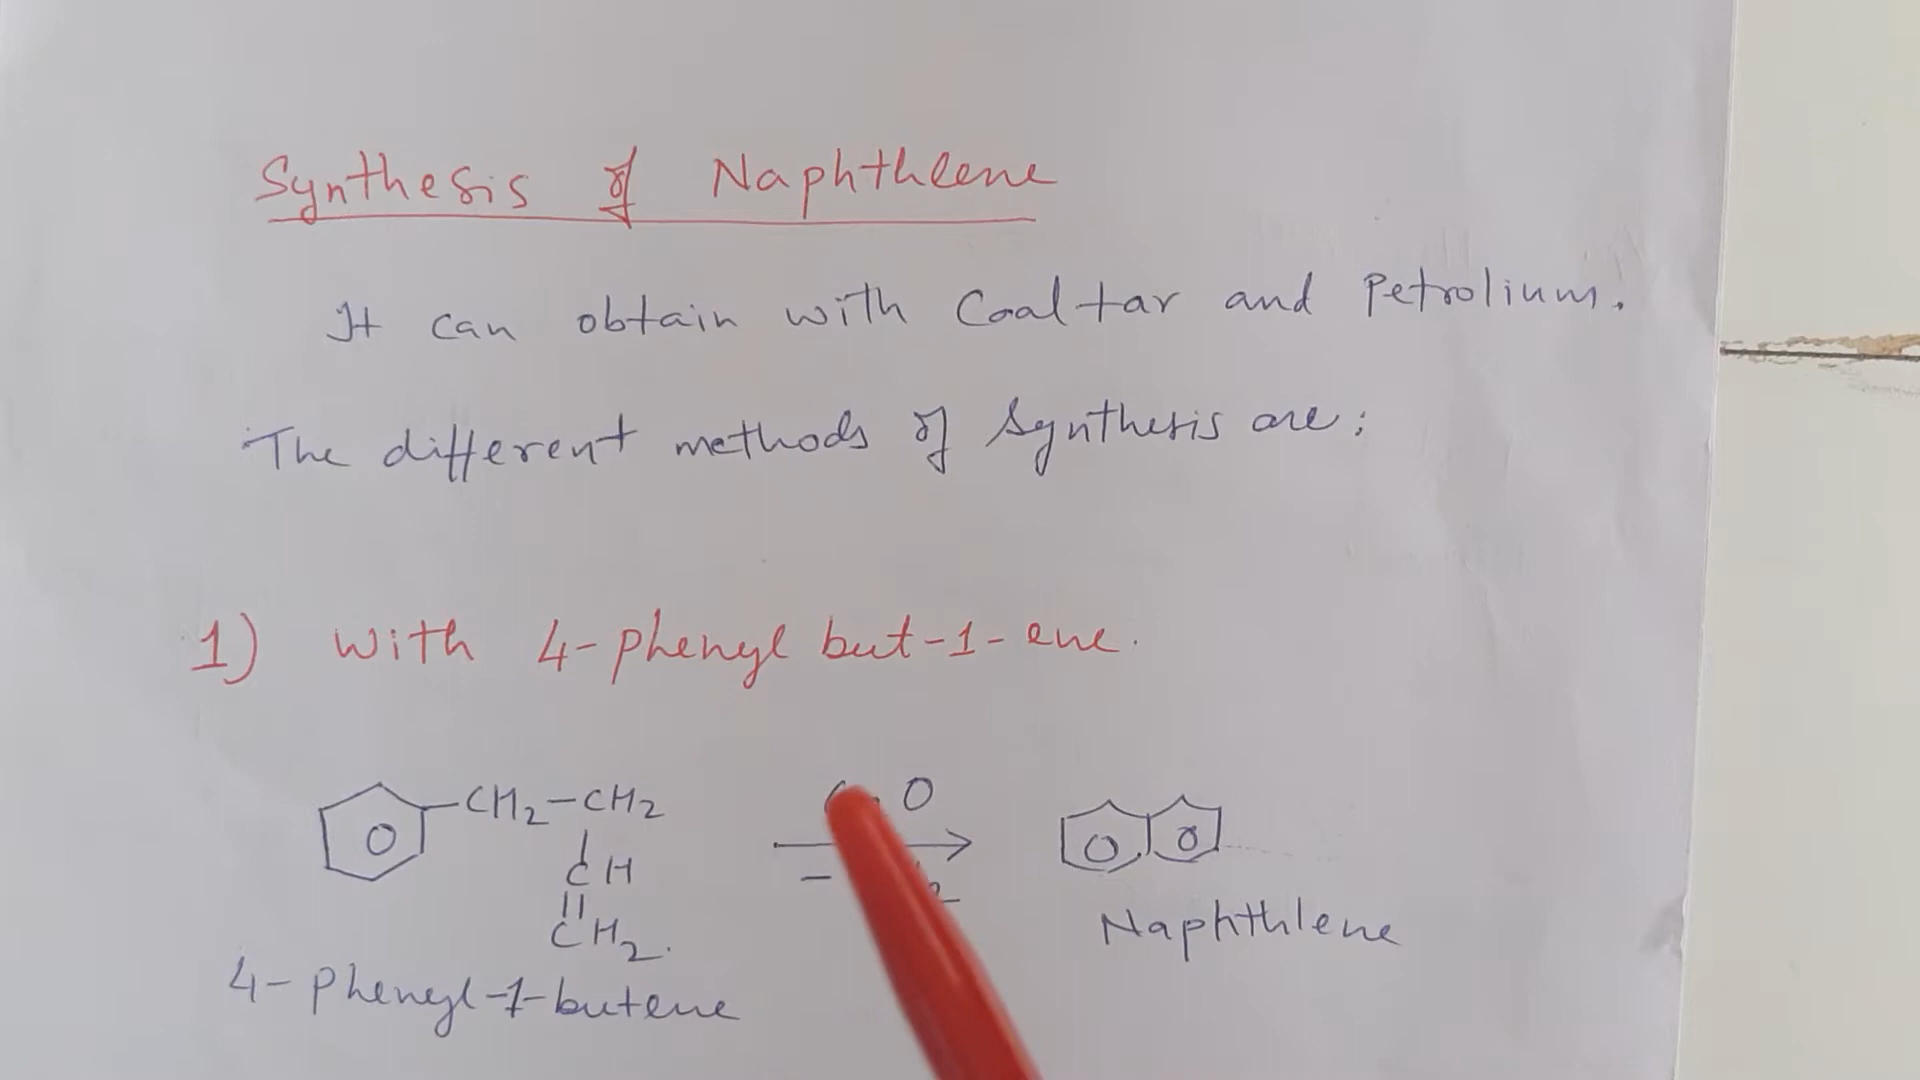 Synthesis of Naphthlene
It can obtain with Coaltar and Petrolium.
The different methods of Synthesis are:
1) with 4-phenyl but-1-ene.
CH2-CH2
CH
CH2.
O
-
2
4-phenyl-1-butene
Naphthlene